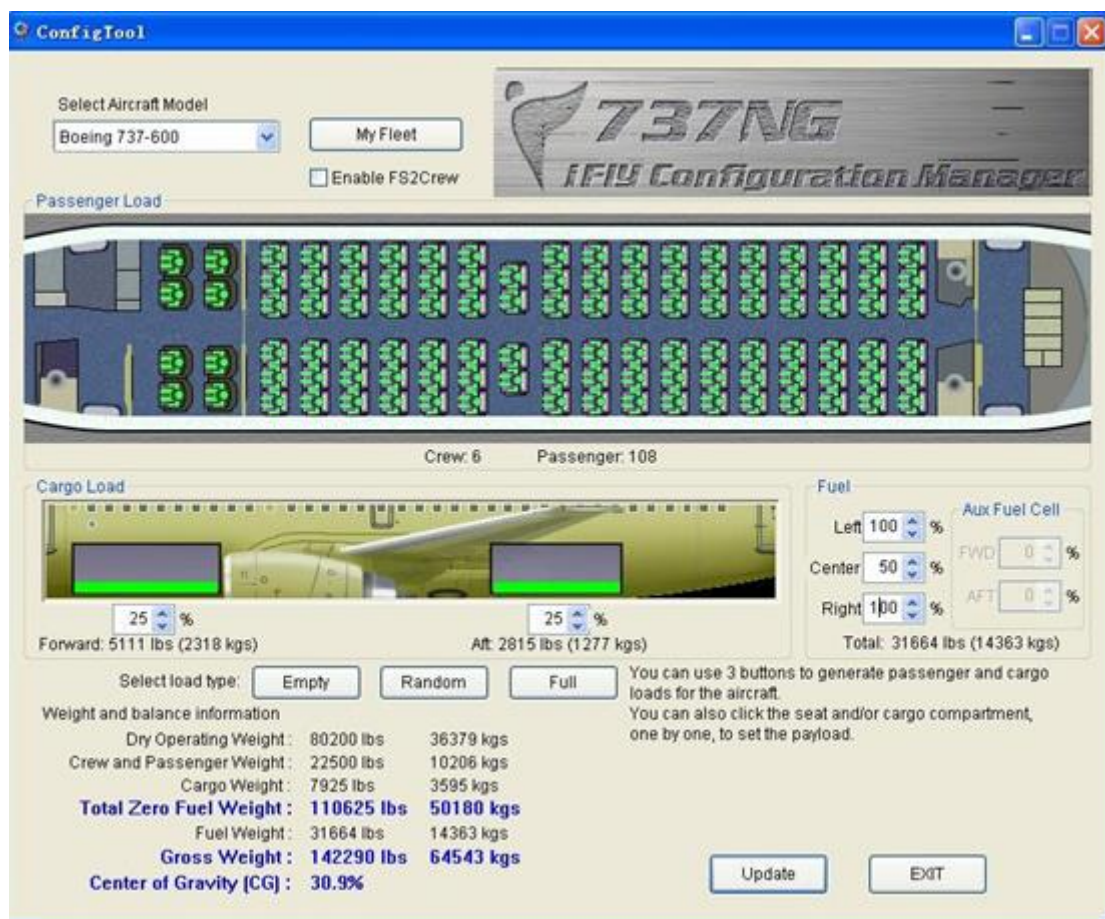 ConfigTool
Select Aircraft Model
Boeing 737-600
My Fleet
Enable FS2Crew
737NG
iFly Configuration Manager
Passenger Load
Crew: 6 Passenger: 108
Cargo Load
25 %
Forward: 5111 lbs (2318 kgs)
25 %
Aft: 2815 lbs (1277 kgs)
Fuel
Left 100 %
Center 50 %
Right 100 %
Aux Fuel Cell
FWD 0 %
AFT 0 %
Total: 31664 lbs (14363 kgs)
Select load type: Empty Random Full
You can use 3 buttons to generate passenger and cargo
loads for the aircraft.
You can also click the seat and/or cargo compartment,
one by one, to set the payload.
Weight and balance information
Dry Operating Weight : 80200 lbs 36379 kgs
Crew and Passenger Weight : 22500 lbs 10206 kgs
Cargo Weight : 7925 lbs 3595 kgs
Total Zero Fuel Weight : 110625 lbs 50180 kgs
Fuel Weight : 31664 lbs 14363 kgs
Gross Weight : 142290 lbs 64543 kgs
Center of Gravity (CG) : 30.9%
Update
EXIT